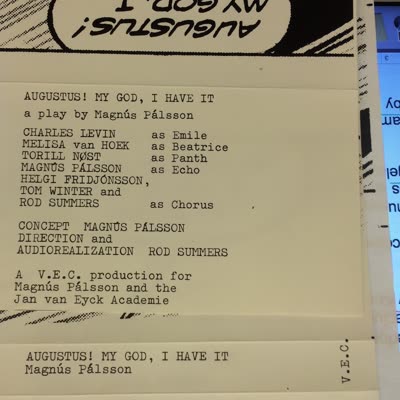 AUGUSTUS!
MY GOD, I
AUGUSTUS! MY GOD, I HAVE IT
a play by Magnús Pálsson
CHARLES LEVIN as Emile
MELISA van HOEK as Beatrice
TORILL NØST as Panth
MAGNÚS PÁLSSON as Echo
HELGI FRIDJÓNSSON,
TOM WINTER and
ROD SUMMERS as Chorus
CONCEPT MAGNÚS PÁLSSON
DIRECTION and
AUDIOREALIZATION ROD SUMMERS
A V.E.C. production for
Magnús Pálsson and the
Jan van Eyck Academie
AUGUSTUS! MY GOD, I HAVE IT
Magnús Pálsson
V.E.C.